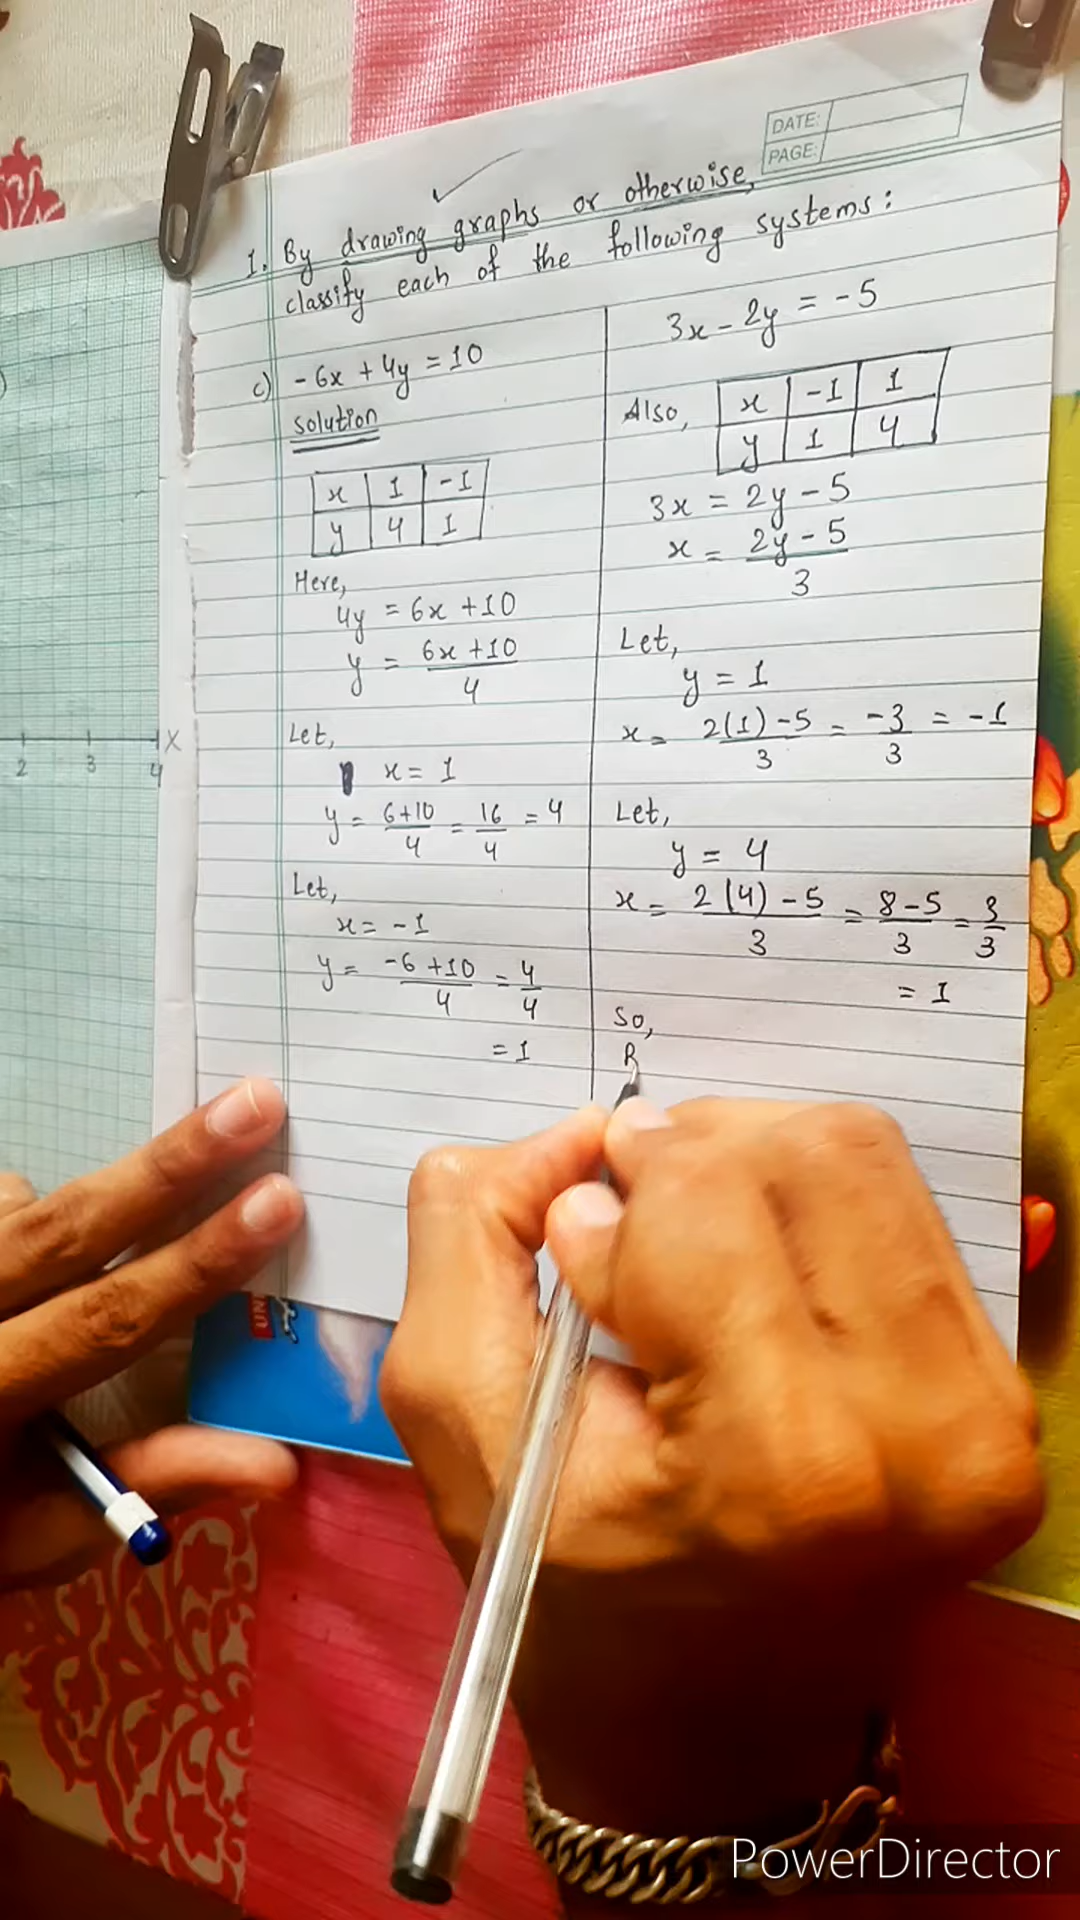 DATE:
PAGE:
1. By drawing graphs or otherwise,
classify each of the following systems:
c) -6x + 4y = 10
solution
x 1 -1
y 4 1
Here,
4y = 6x + 10
y = 6x + 10 / 4
Let,
x = 1
y = 6+10 / 4 = 16 / 4 = 4
Let,
x = -1
y = -6 + 10 / 4 = 4 / 4
= 1
3x - 2y = -5
Also,
x -1 1
y 1 4
3x = 2y - 5
x = 2y - 5 / 3
Let,
y = 1
x = 2(1) - 5 / 3 = -3 / 3 = -1
Let,
y = 4
x = 2(4) - 5 / 3 = 8 - 5 / 3 = 3 / 3
= 1
So,
X
2 3 4
UN
PowerDirector